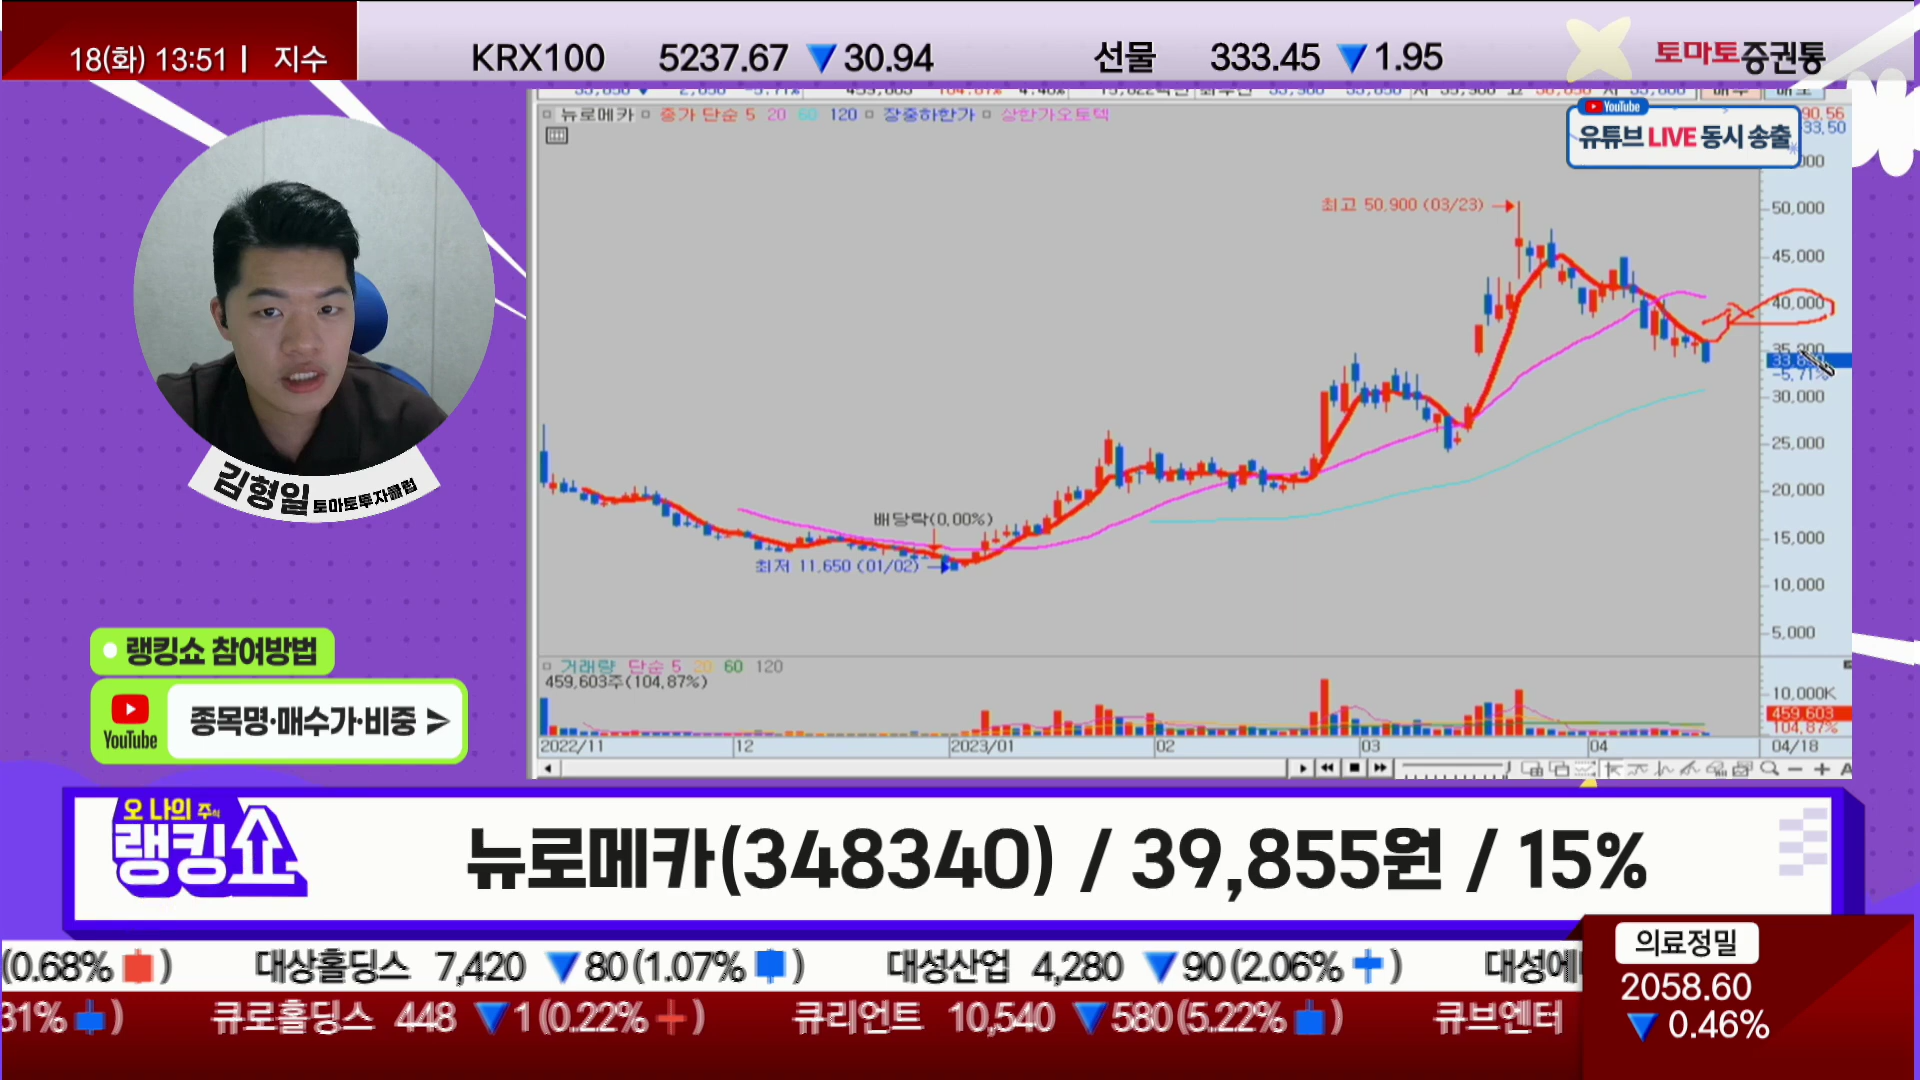 18(화) 13:51 | 지수
KRX100 5237.67 ▼ 30.94
선물 333.45 ▼ 1.95
토마토증권통
YouTube
유튜브 LIVE 동시 송출
뉴로메카 종가 단순 5 20 60 120 장중하한가 상한가오토텍
90.56
33.50
최고 50,900 (03/23)
50,000
45,000
40,000
-5.71%
30,000
25,000
20,000
15,000
10,000
5,000
배당락(0.00%)
최저 11,650 (01/02)
거래량 단순 5 20 60 120
459,603주(104.87%)
10,000K
459,603
104.87%
2022/11 12 2023/01 02 03 04 04/18
김형일 토마토투자클럽
랭킹쇼 참여방법
YouTube
종목명·매수가·비중
오 나의 주식
랭킹쇼
뉴로메카(348340) / 39,855원 / 15%
(0.68% ) 대상홀딩스 7,420 ▼ 80(1.07% ) 대성산업 4,280 ▼ 90(2.06% ) 대성에
31% ) 큐로홀딩스 448 ▼ 1(0.22% ) 큐리언트 10,540 ▼ 580(5.22% ) 큐브엔터
의료정밀
2058.60
▼ 0.46%